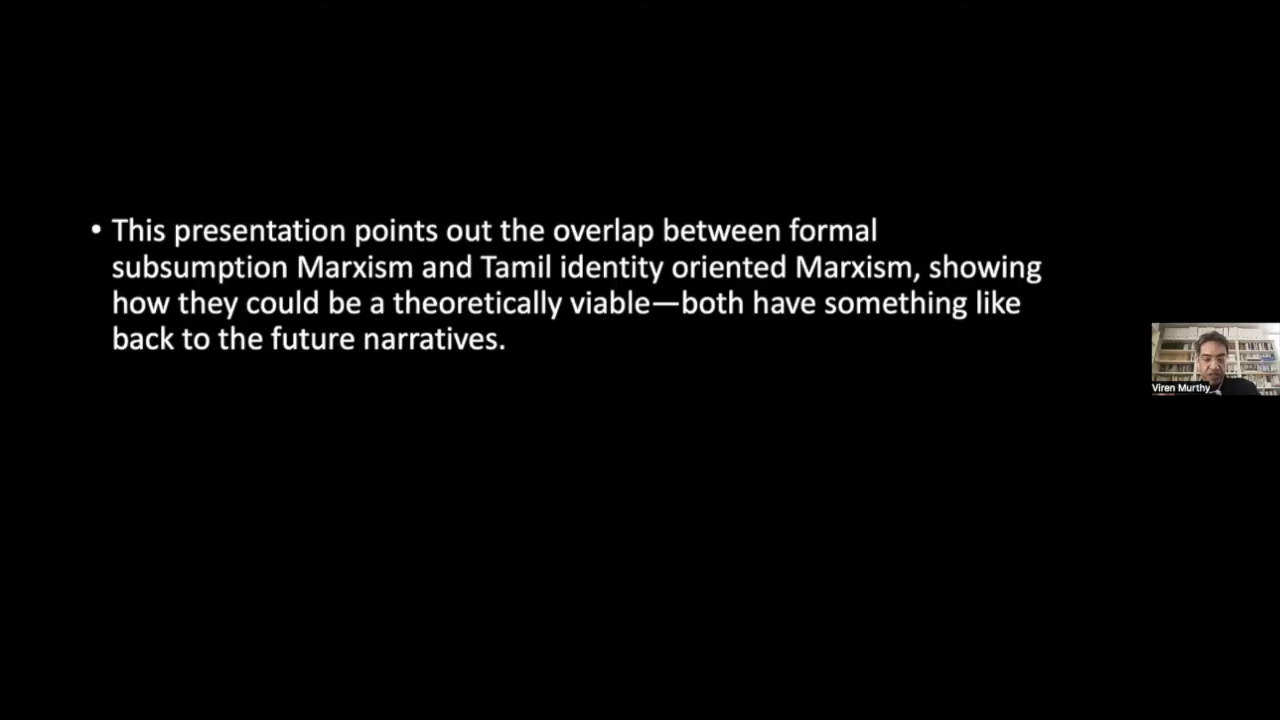 • This presentation points out the overlap between formal
subsumption Marxism and Tamil identity oriented Marxism, showing
how they could be a theoretically viable—both have something like
back to the future narratives.
Viren Murthy